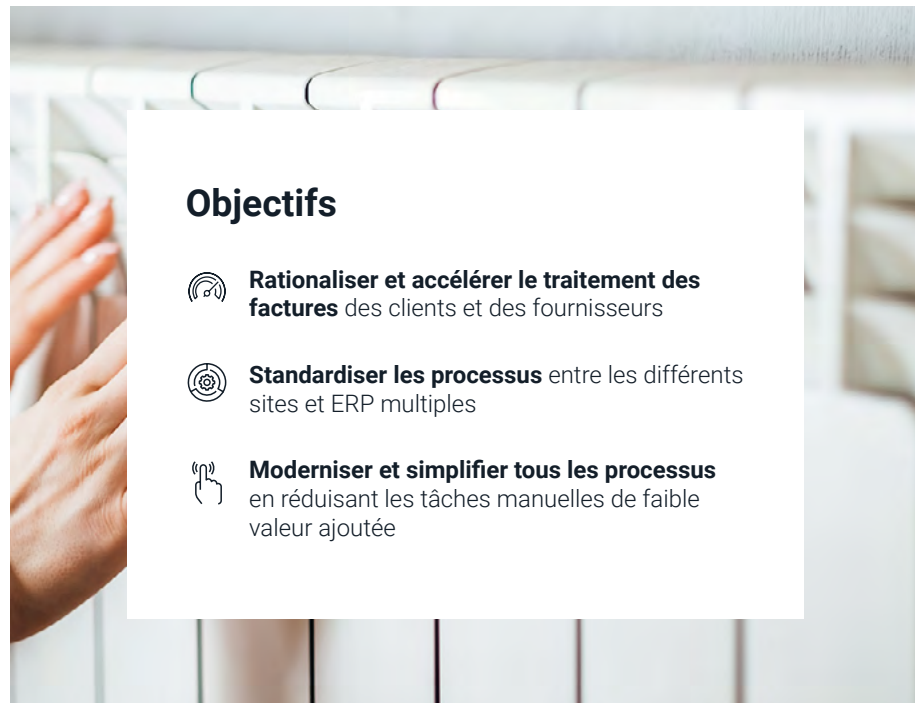 Objectifs
Rationaliser et accélérer le traitement des
factures des clients et des fournisseurs
Standardiser les processus entre les différents
sites et ERP multiples
Moderniser et simplifier tous les processus
en réduisant les tâches manuelles de faible
valeur ajoutée